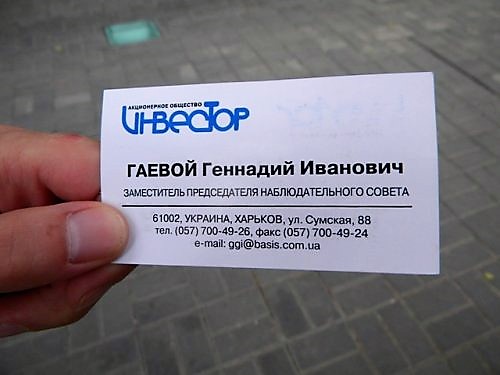 АКЦИОНЕРНОЕ ОБЩЕСТВО
ИНВЕСТОР
ГАЕВОЙ Геннадий Иванович
ЗАМЕСТИТЕЛЬ ПРЕДСЕДАТЕЛЯ НАБЛЮДАТЕЛЬНОГО СОВЕТА
61002, УКРАИНА, ХАРЬКОВ, ул. Сумская, 88
тел. (057) 700-49-26, факс (057) 700-49-24
e-mail: ggi@basis.com.ua